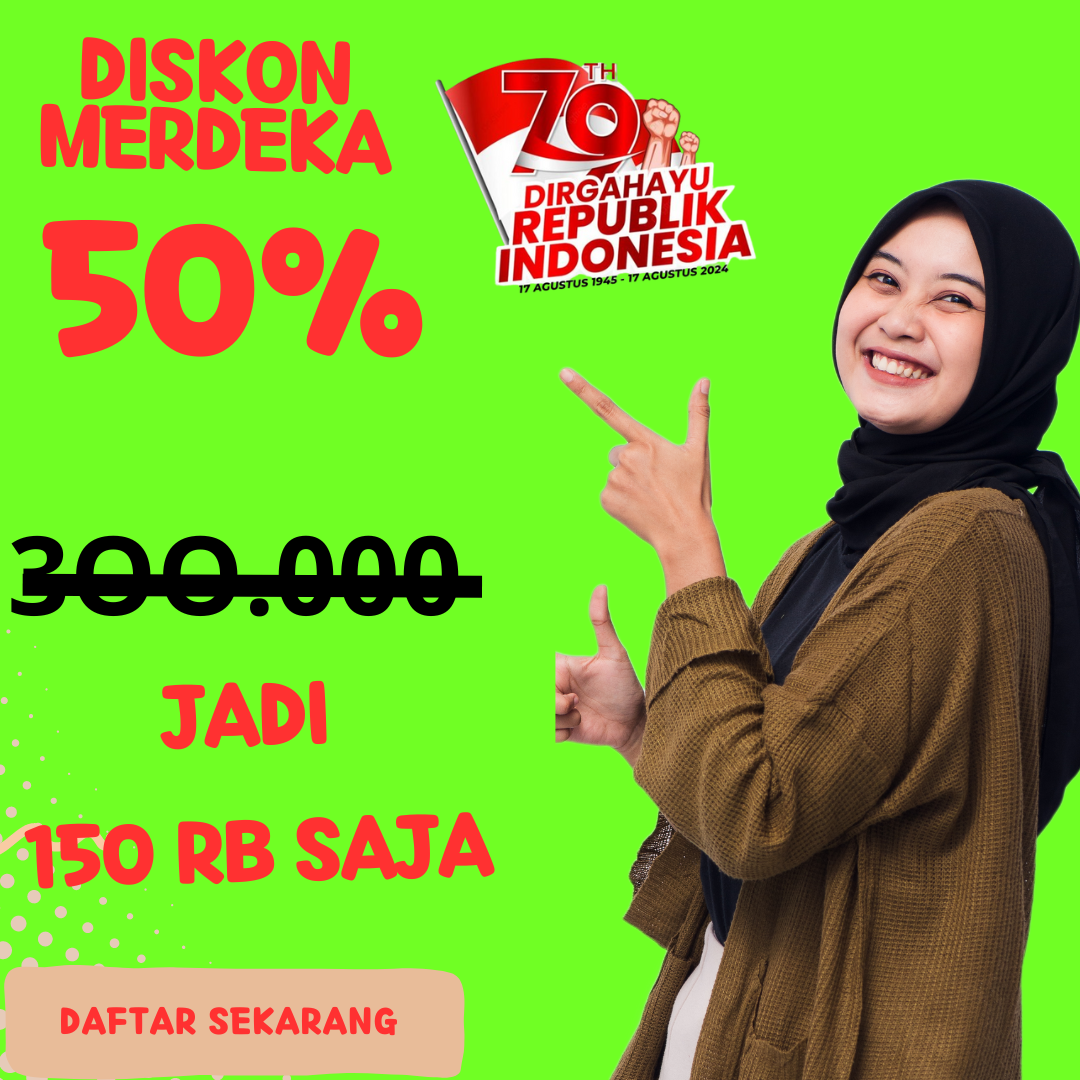 DISKON
MERDEKA
50%
79TH
DIRGAHAYU
REPUBLIK
INDONESIA
17 AGUSTUS 1945 - 17 AGUSTUS 2024
300.000
JADI
150 RB SAJA
DAFTAR SEKARANG